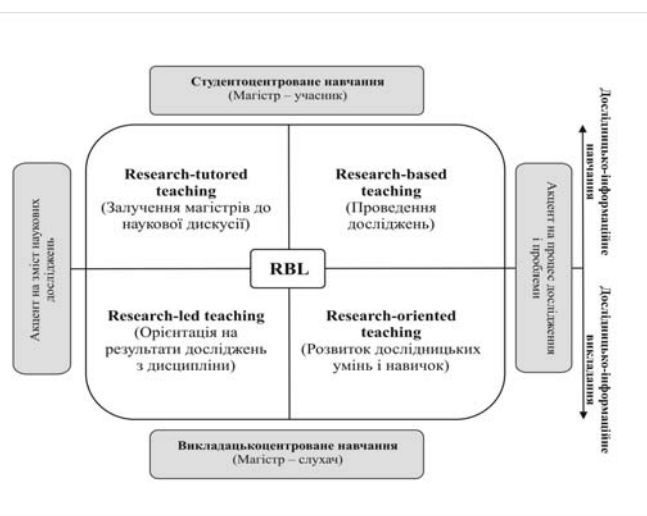 Студентоцентроване навчання
(Магістр – учасник)
Акцент на зміст наукових
досліджень
Research-tutored
teaching
(Залучення магістрів до
наукової дискусії)
Research-based
teaching
(Проведення
досліджень)
RBL
Research-led teaching
(Орієнтація на
результати досліджень
з дисципліни)
Research-oriented
teaching
(Розвиток дослідницьких
умінь і навичок)
Акцент на процес дослідження
і проблеми
Дослідницько-інформаційне
навчання
Дослідницько-інформаційне
викладання
Викладацькоцентроване навчання
(Магістр – слухач)